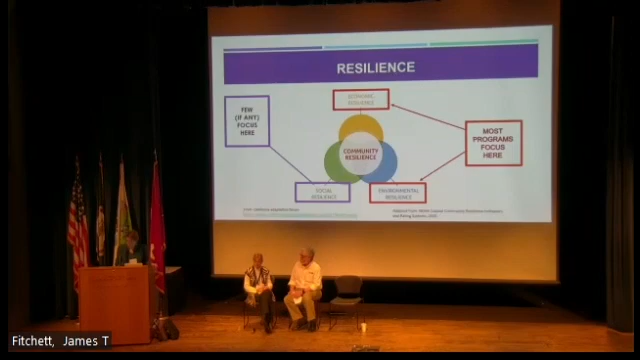 RESILIENCE
ECONOMIC
RESILIENCE
FEW
(IF ANY)
FOCUS
HERE
MOST
PROGRAMS
FOCUS
HERE
COMMUNITY
RESILIENCE
SOCIAL
RESILIENCE
ENVIRONMENTAL
RESILIENCE
Fitchett, James T